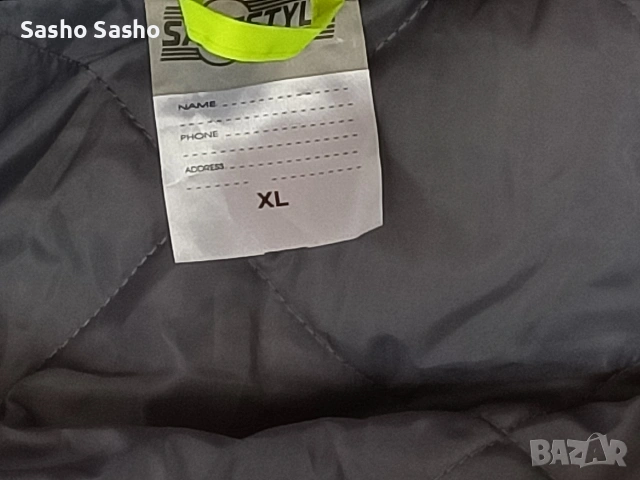 Sasho Sasho
NAME
PHONE
ADDRESS
XL
BAZAR